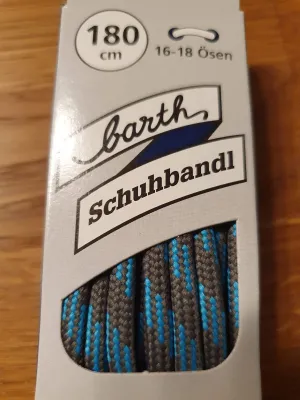 180
cm
16-18 Ösen
barth
Schuhbandl